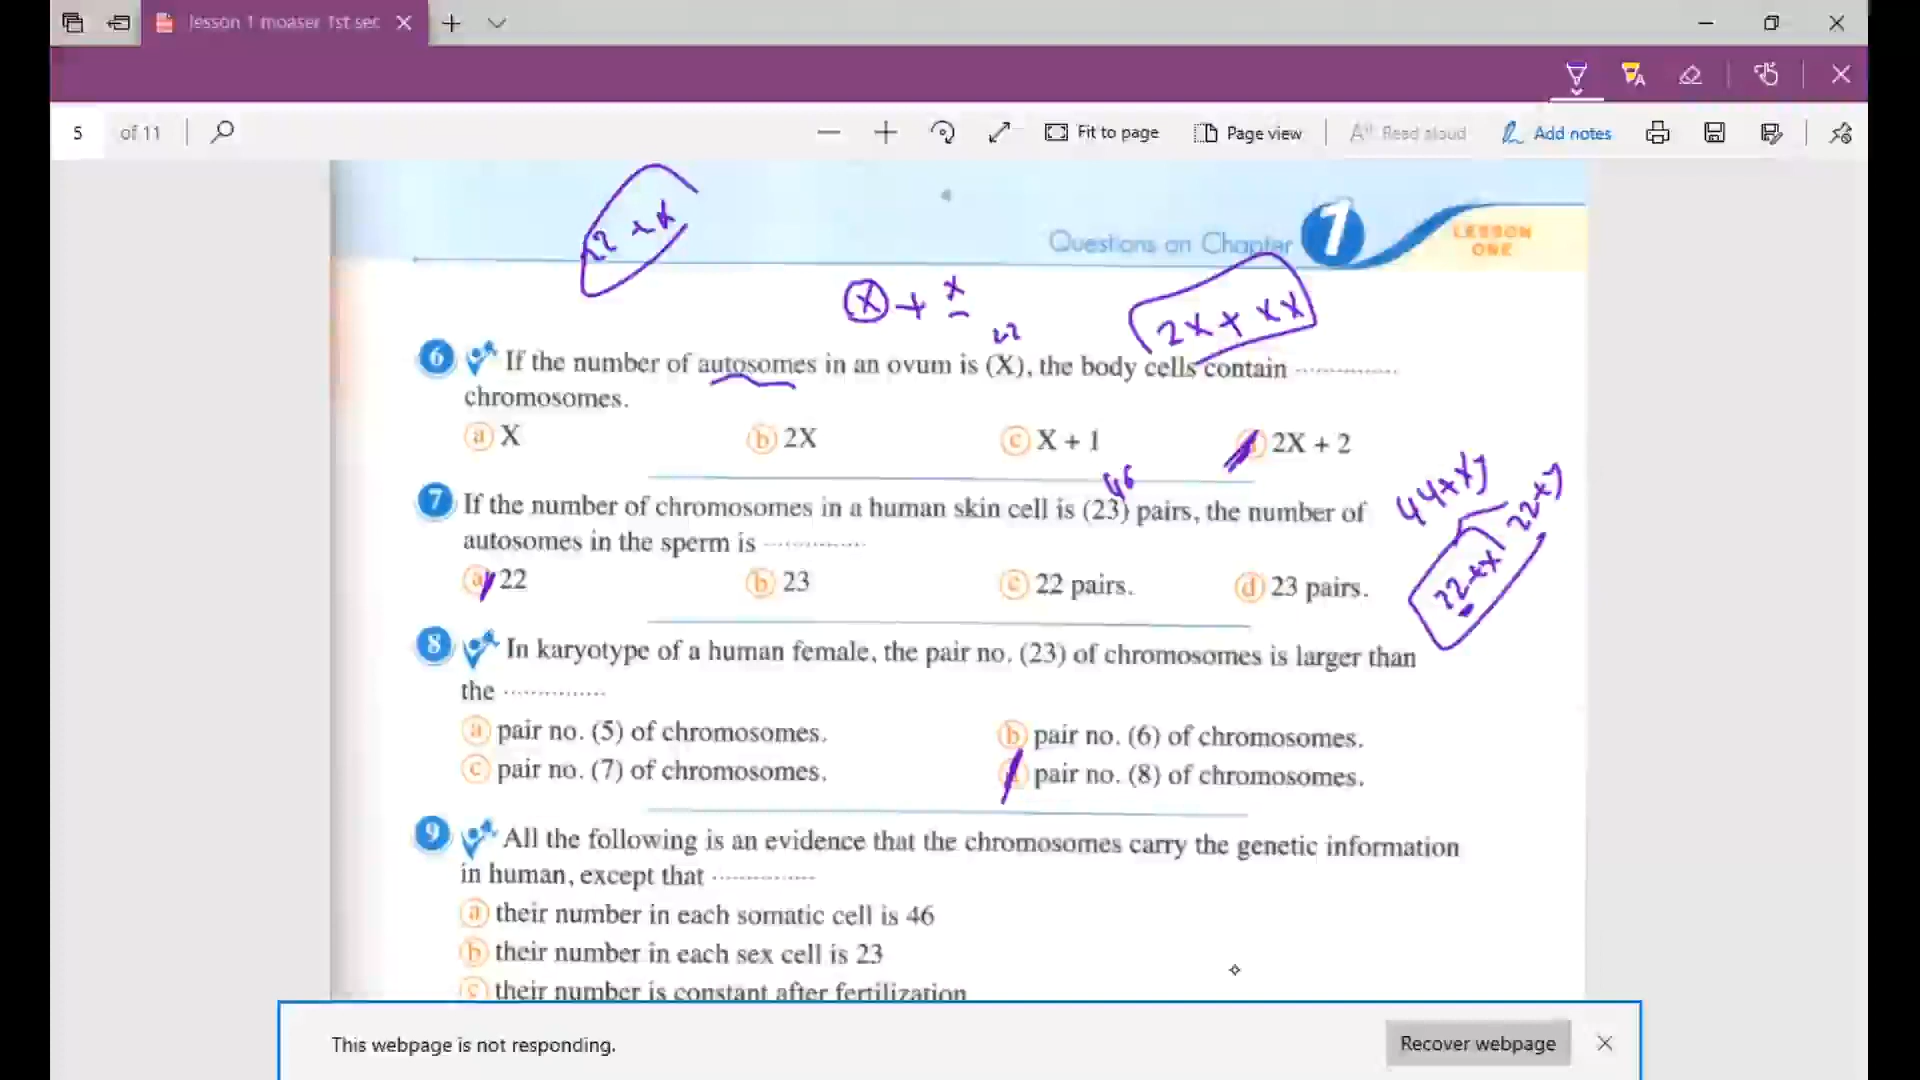 lesson 1 moaser 1st sec
5 of 11 Fit to page Page view Read aloud Add notes
22 + X
Questions on Chapter 1
LESSON
ONE
X + X
2X + XX
22
6 If the number of autosomes in an ovum is (X), the body cells contain ..............
chromosomes.
a X b 2X c X + 1 d 2X + 2
46
44+xy
22+y
7 If the number of chromosomes in a human skin cell is (23) pairs, the number of
autosomes in the sperm is ..............
22+x
a 22 b 23 c 22 pairs. d 23 pairs.
8 In karyotype of a human female, the pair no. (23) of chromosomes is larger than
the ..............
a pair no. (5) of chromosomes. b pair no. (6) of chromosomes.
c pair no. (7) of chromosomes. pair no. (8) of chromosomes.
9 All the following is an evidence that the chromosomes carry the genetic information
in human, except that ..............
a their number in each somatic cell is 46
b their number in each sex cell is 23
c their number is constant after fertilization
This webpage is not responding. Recover webpage